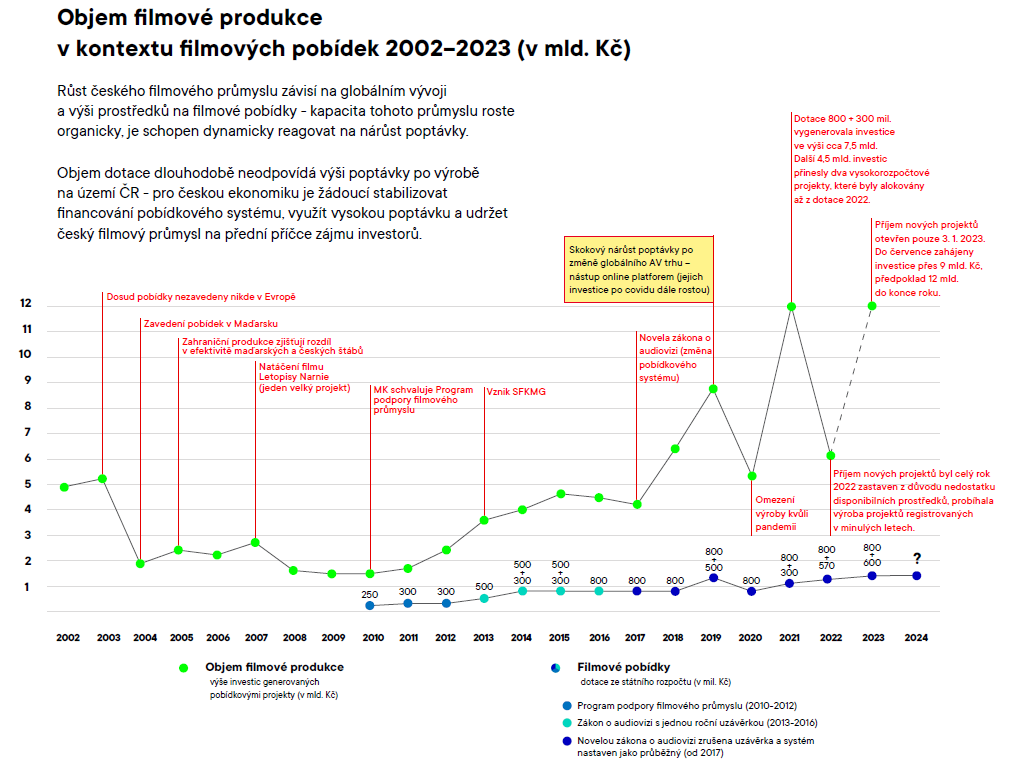 Objem filmové produkce
v kontextu filmových pobídek 2002–2023 (v mld. Kč)
Růst českého filmového průmyslu závisí na globálním vývoji
a výši prostředků na filmové pobídky - kapacita tohoto průmyslu roste
organicky, je schopen dynamicky reagovat na nárůst poptávky.
Objem dotace dlouhodobě neodpovídá výši poptávky po výrobě
na území ČR - pro českou ekonomiku je žádoucí stabilizovat
financování pobídkového systému, využít vysokou poptávku a udržet
český filmový průmysl na přední příčce zájmu investorů.
Dotace 800 + 300 mil.
vygenerovala investice
ve výši cca 7,5 mld.
Další 4,5 mld. investic
přinesly dva vysokorozpočtové
projekty, které byly alokovány
až z dotace 2022.
Příjem nových projektů
otevřen pouze 3. 1. 2023.
Do července zahájeny
investice přes 9 mld. Kč,
předpoklad 12 mld.
do konce roku.
Skokový nárůst poptávky po
změně globálního AV trhu –
nástup online platforem (jejich
investice po covidu dále rostou)
Dosud pobídky nezavedeny nikde v Evropě
Zavedení pobídek v Maďarsku
Zahraniční produkce zjišťují rozdíl
v efektivitě maďarských a českých štábů
Natáčení filmu
Letopisy Narnie
(jeden velký projekt)
MK schvaluje Program
podpory filmového
průmyslu
Vznik SFKMG
Novela zákona o
audiovizi (změna
pobídkového
systému)
Omezení
výroby kvůli
pandemii
Příjem nových projektů byl celý rok
2022 zastaven z důvodu nedostatku
disponibilních prostředků, probíhala
výroba projektů registrovaných
v minulých letech.
12
11
10
9
8
7
6
5
4
3
2
1
250
300
300
500
500
+
300
500
+
300
800
800
800
800
+
500
800
800
+
300
800
+
570
800
+
600
?
2002 2003 2004 2005 2006 2007 2008 2009 2010 2011 2012 2013 2014 2015 2016 2017 2018 2019 2020 2021 2022 2023 2024
Objem filmové produkce
výše investic generovaných
pobídkovými projekty (v mld. Kč)
Filmové pobídky
dotace ze státního rozpočtu (v mil. Kč)
Program podpory filmového průmyslu (2010-2012)
Zákon o audiovizi s jednou roční uzávěrkou (2013-2016)
Novelou zákona o audiovizi zrušena uzávěrka a systém
nastaven jako průběžný (od 2017)